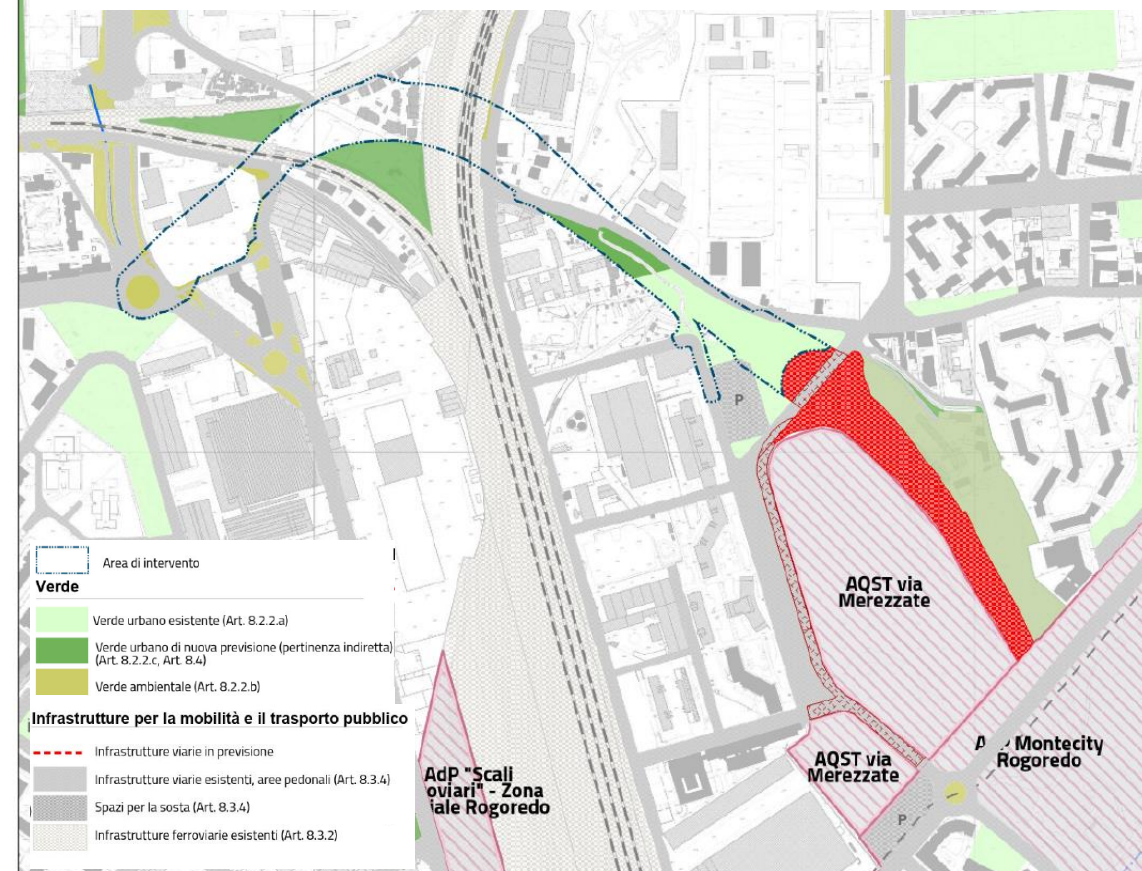 P
AQST via
Merezzate
Area di intervento
Verde
Verde urbano esistente (Art. 8.2.2.a)
Verde urbano di nuova previsione (pertinenza indiretta)
(Art. 8.2.2.c, Art. 8.4)
Verde ambientale (Art. 8.2.2.b)
Infrastrutture per la mobilità e il trasporto pubblico
Infrastrutture viarie in previsione
Infrastrutture viarie esistenti, aree pedonali (Art. 8.3.4)
Spazi per la sosta (Art. 8.3.4)
Infrastrutture ferroviarie esistenti (Art. 8.3.2)
AdP "Scali
oviari" - Zona
iale Rogoredo
AQST via
Merezzate
Montecity
Rogoredo
P